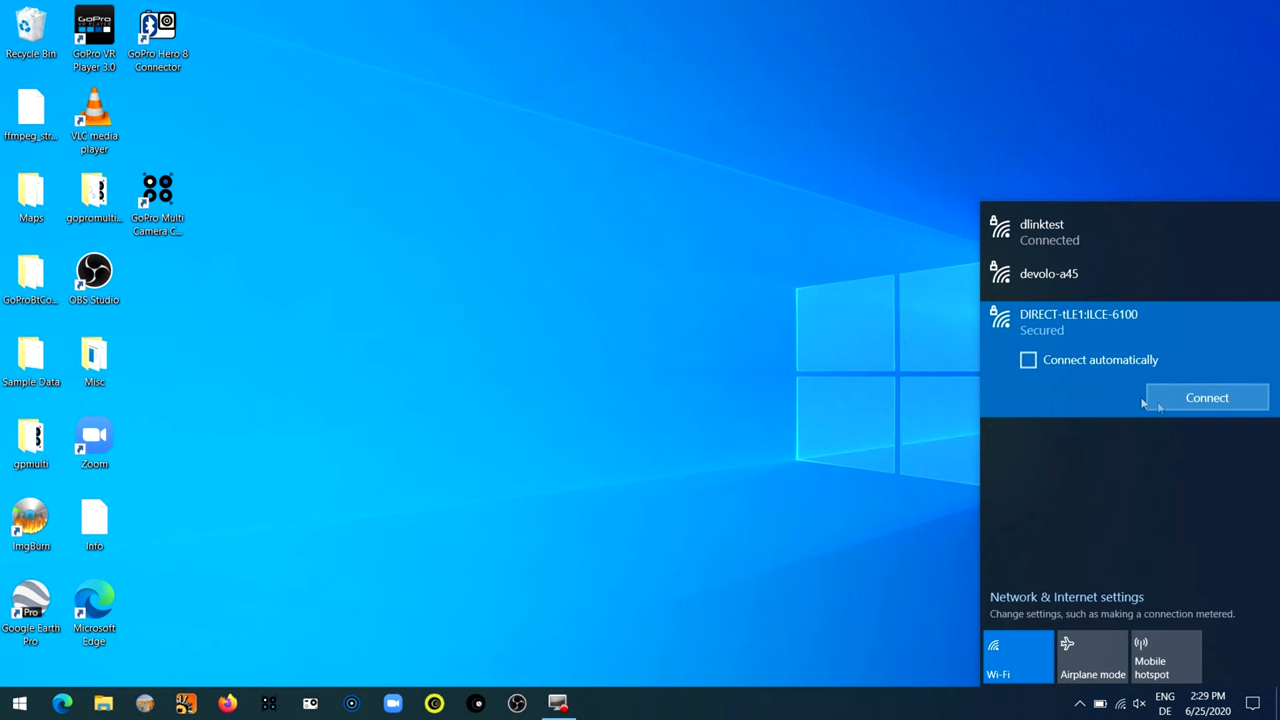 Recycle Bin
GoPro VR
Player 3.0
GoPro Hero 8
Connector
ffmpeg_str...
VLC media
player
Maps
gopromulti...
GoPro Multi
Camera C...
GoProBtCo...
OBS Studio
Sample Data
Misc
gpmulti
Zoom
ImgBurn
Info
Pro
Google Earth
Pro
Microsoft
Edge
dlinktest
Connected
devolo-a45
DIRECT-tLE1:ILCE-6100
Secured
Connect automatically
Connect
Network & Internet settings
Change settings, such as making a connection metered.
Wi-Fi
Airplane mode
Mobile
hotspot
ENG
DE
2:29 PM
6/25/2020